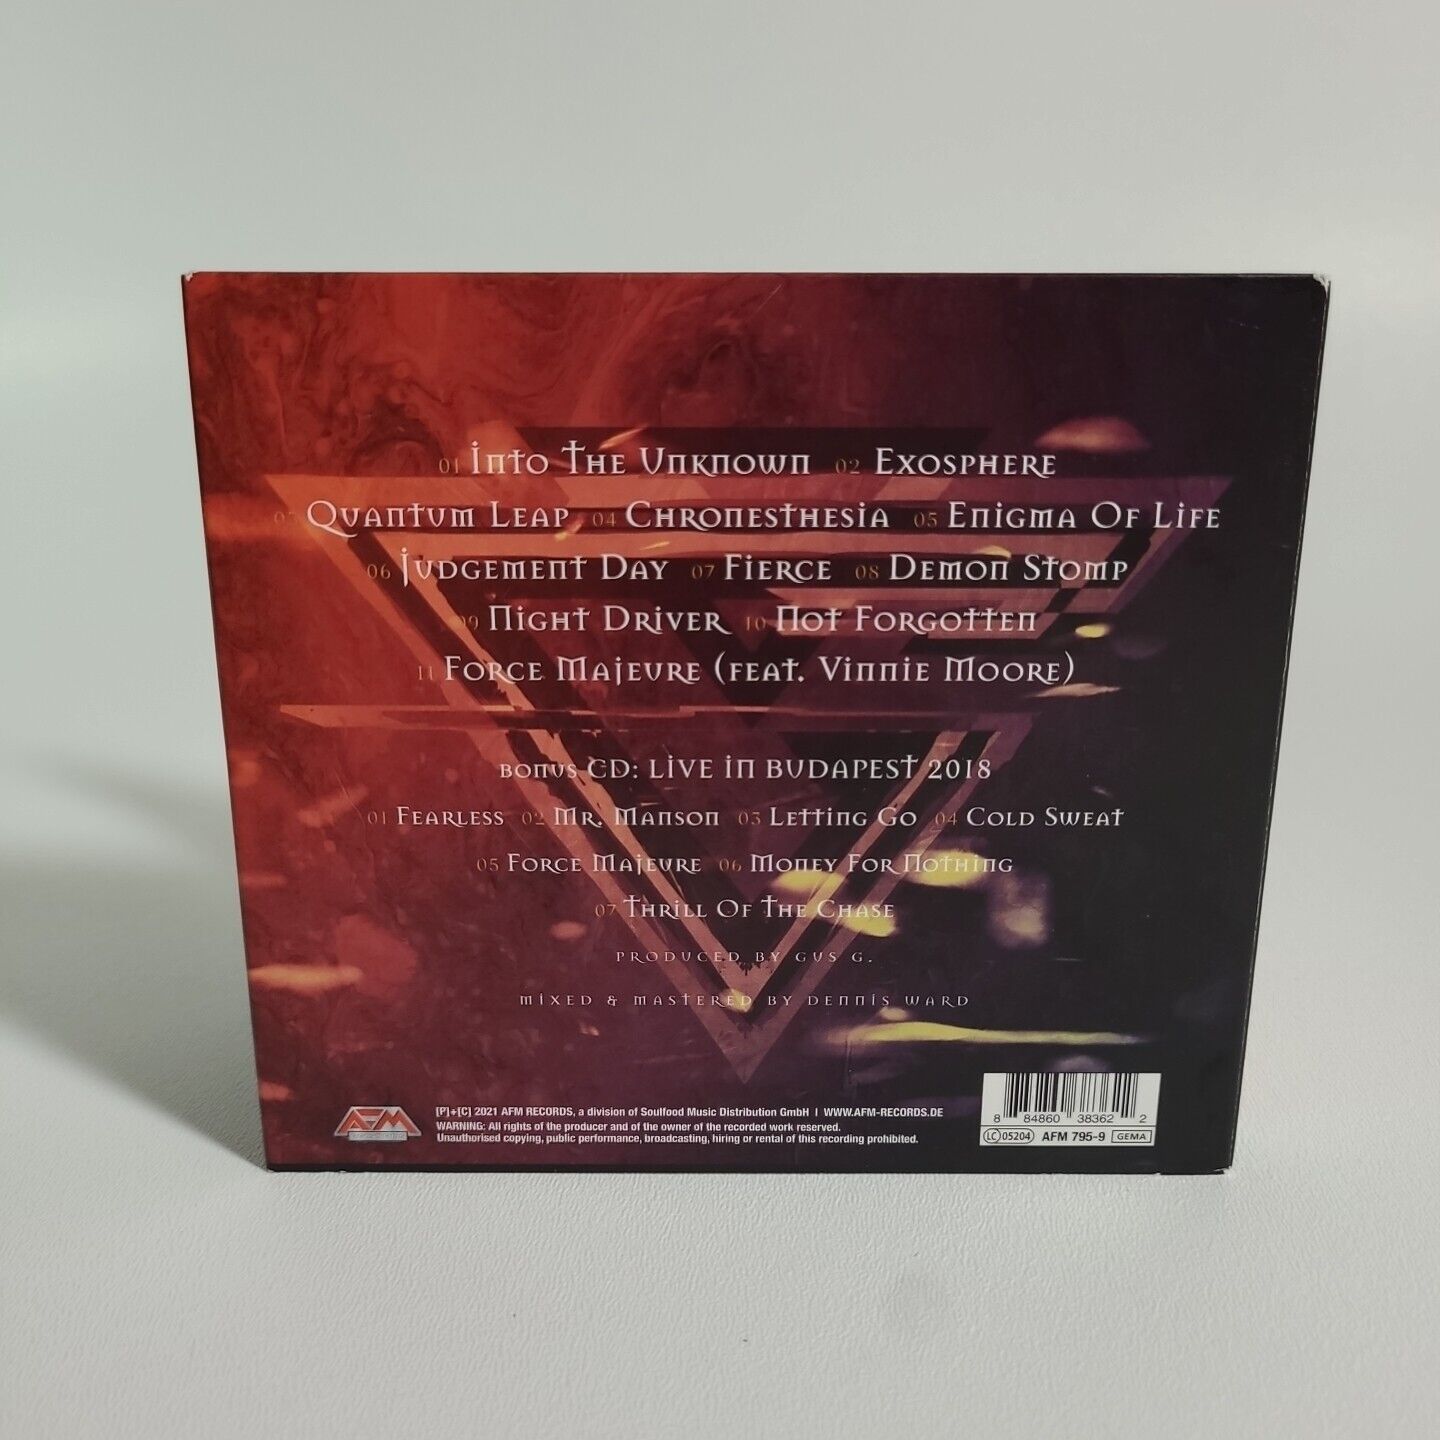 01 Into The Unknown 02 Exosphere
03 Quantum Leap 04 Chronesthesia 05 Enigma Of Life
06 Judgement Day 07 Fierce 08 Demon Stomp
09 Night Driver 10 Not Forgotten
11 Force Majeure (feat. Vinnie Moore)
Bonus CD: LIVE IN BUDAPEST 2018
01 Fearless 02 Mr. Manson 03 Letting Go 04 Cold Sweat
05 Force Majeure 06 Money For Nothing
07 Thrill Of The Chase
PRODUCED BY GUS G.
MIXED & MASTERED BY DENNIS WARD
AFM
[P]+[C] 2021 AFM RECORDS, a division of Soulfood Music Distribution GmbH | WWW.AFM-RECORDS.DE
WARNING: All rights of the producer and of the owner of the recorded work reserved.
Unauthorised copying, public performance, broadcasting, hiring or rental of this recording prohibited.
8 84860 38362 2
LC 05204 AFM 795-9 GEMA